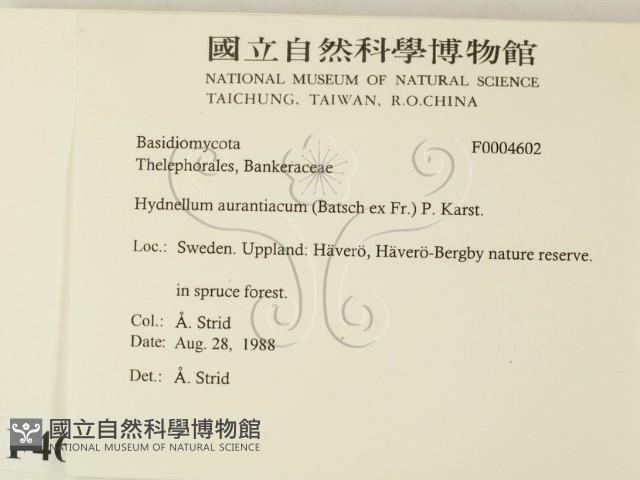 國立自然科學博物館
NATIONAL MUSEUM OF NATURAL SCIENCE
TAICHUNG, TAIWAN, R.O.CHINA
Basidiomycota F0004602
Thelephorales, Bankeraceae
Hydnellum aurantiacum (Batsch ex Fr.) P. Karst.
Loc.: Sweden. Uppland: Häverö, Häverö-Bergby nature reserve.
in spruce forest.
Col.: Å. Strid
Date: Aug. 28, 1988
Det.: Å. Strid
國立自然科學博物館
NATIONAL MUSEUM OF NATURAL SCIENCE